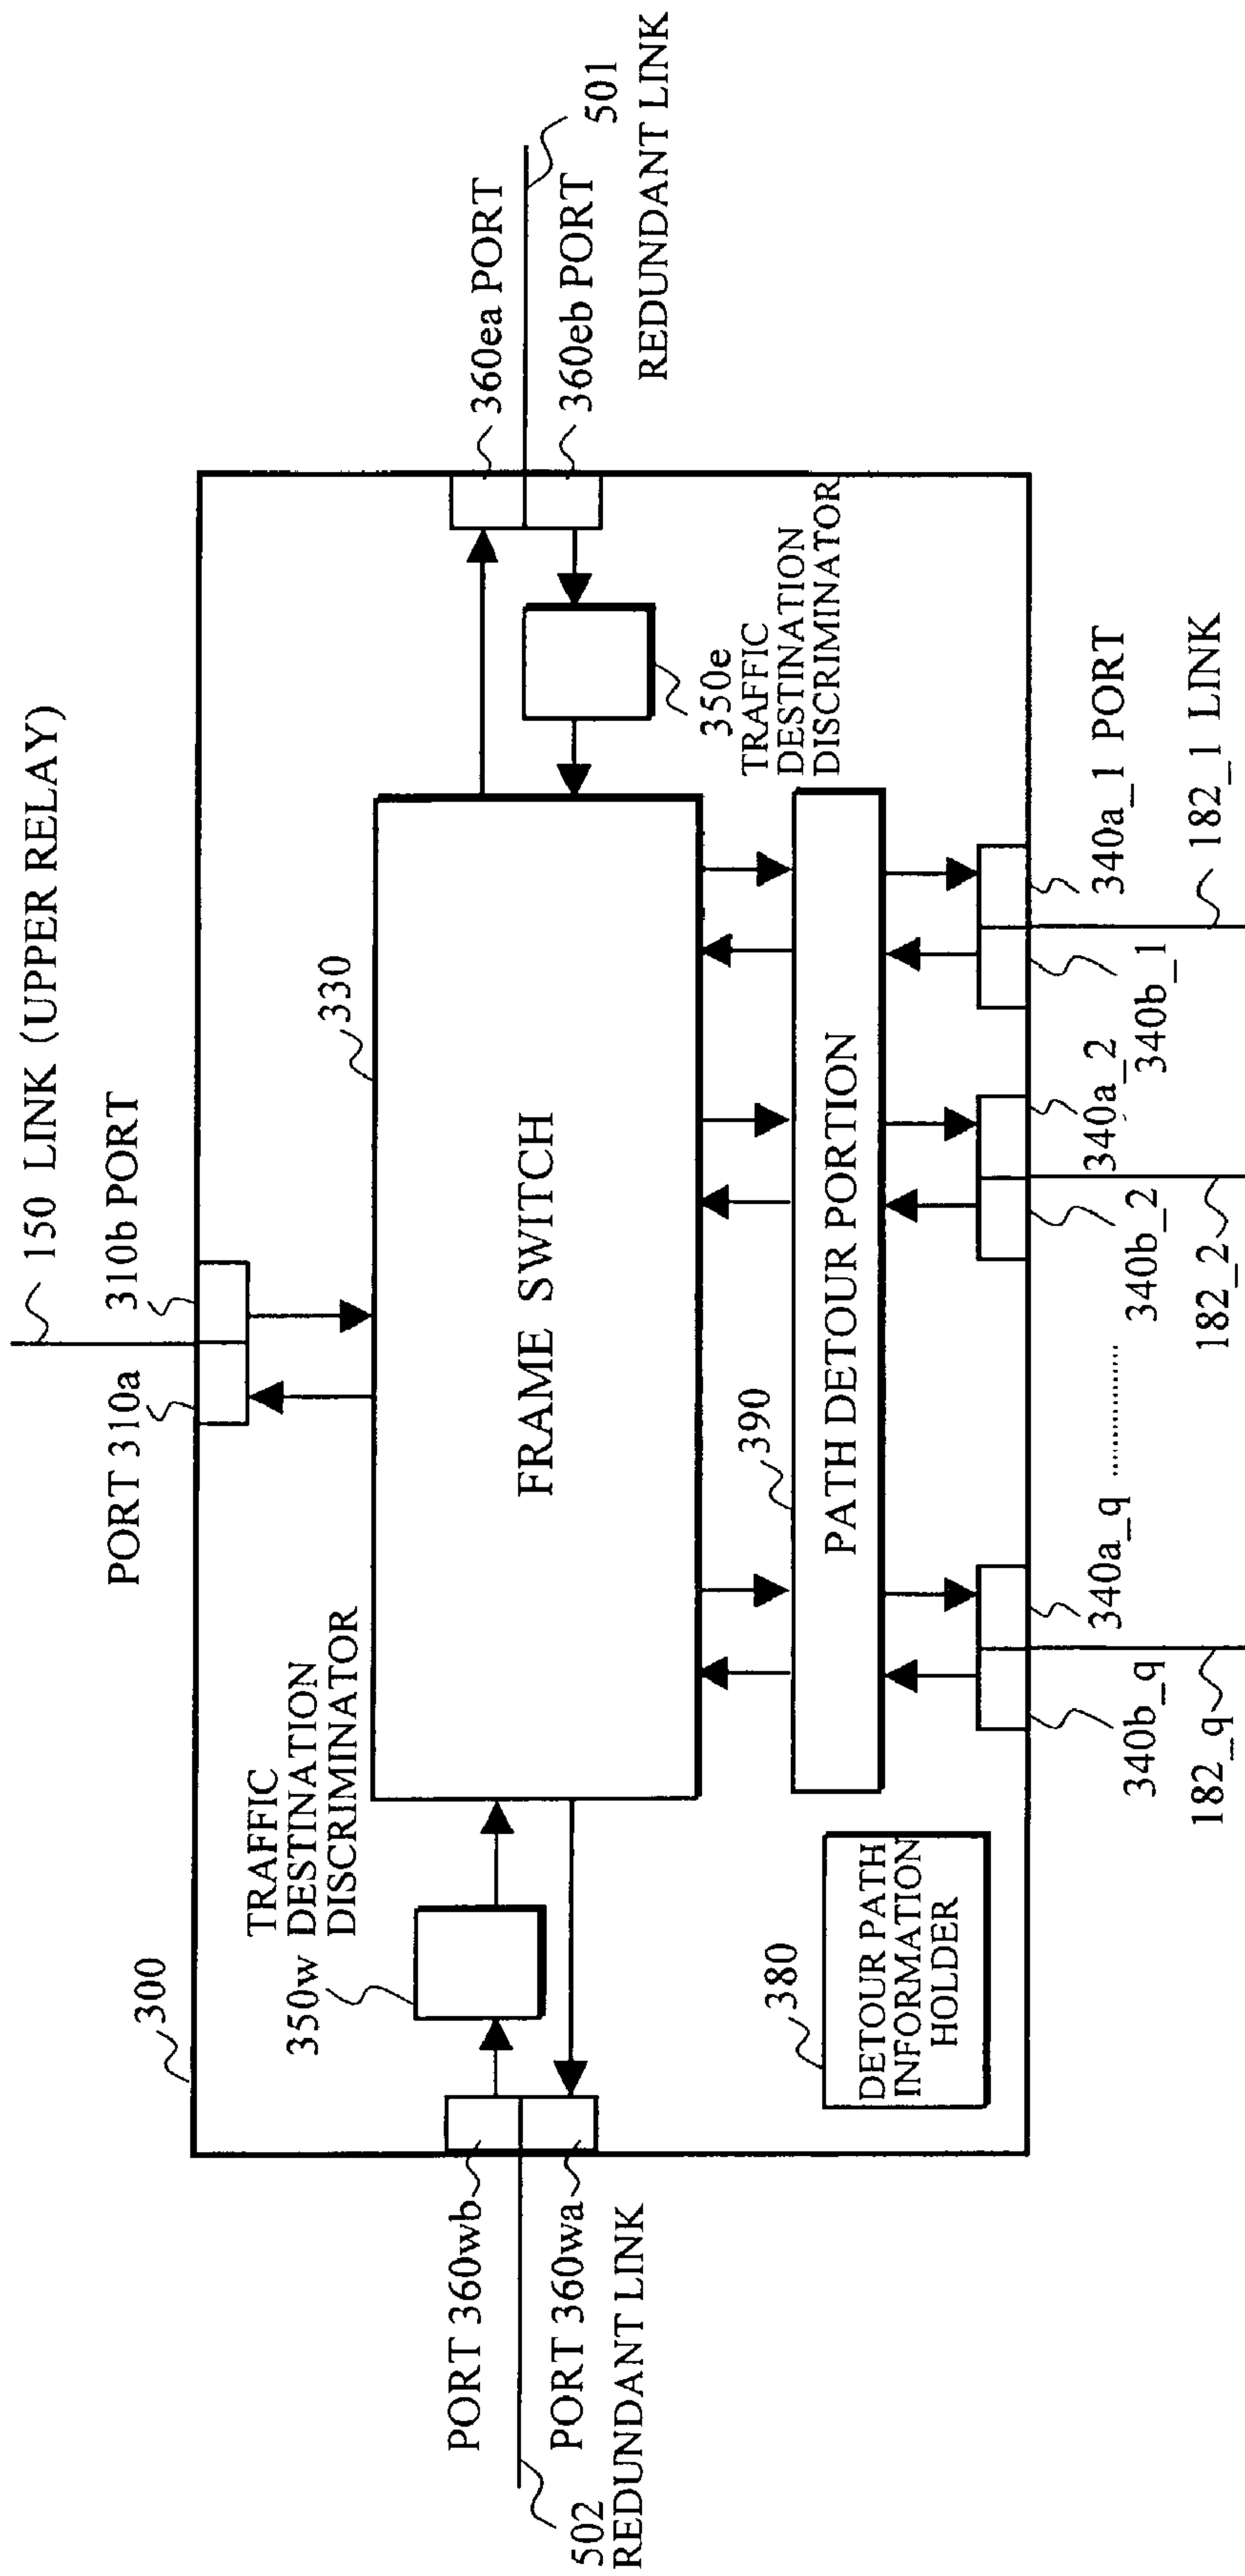 150 LINK (UPPER RELAY)
PORT 310a
310b PORT
300
TRAFFIC
350w DESTINATION
DISCRIMINATOR
330
FRAME SWITCH
PORT 360wb
PORT 360wa
502
REDUNDANT LINK
360ea PORT
360eb PORT
501
REDUNDANT LINK
350e
TRAFFIC
DESTINATION
DISCRIMINATOR
390
PATH DETOUR PORTION
380
DETOUR PATH
INFORMATION
HOLDER
340b_q
340a_q ............
340b_2
340a_2
340b_1
340a_1 PORT
182_q
182_2
182_1 LINK